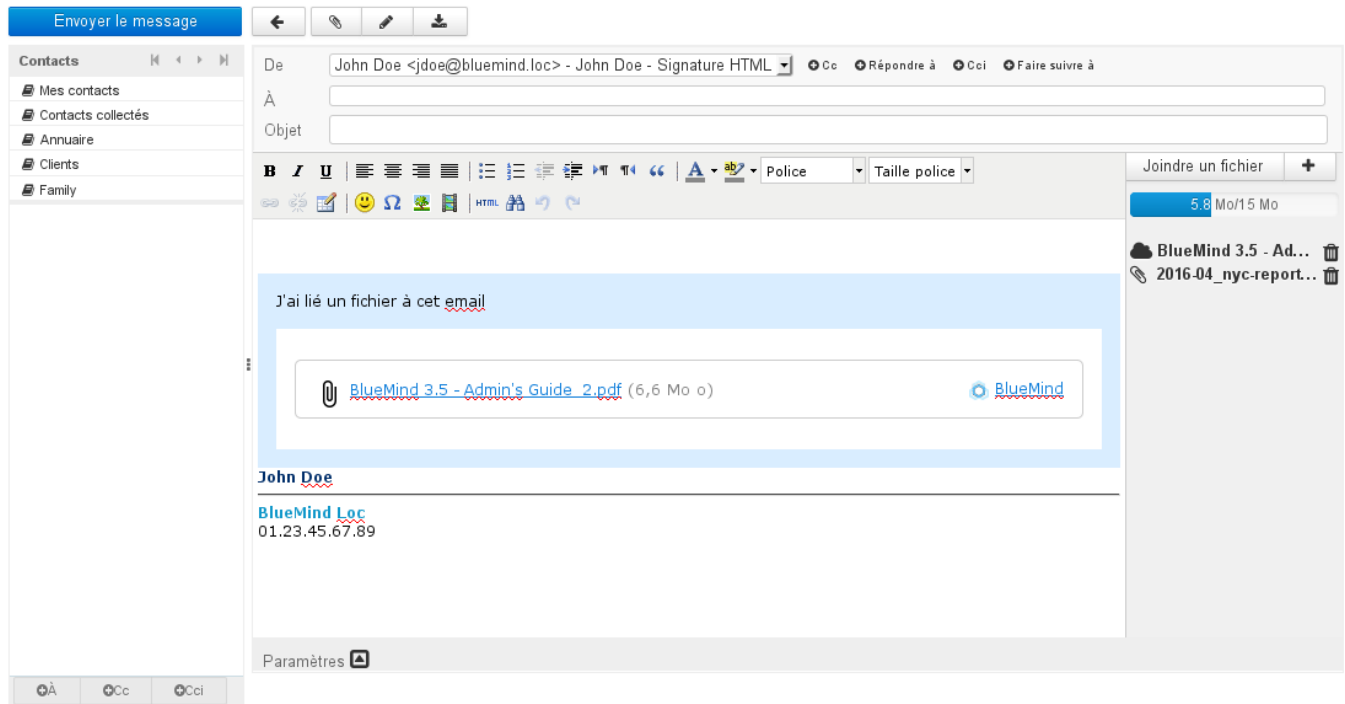 Envoyer le message
Contacts
Mes contacts
Contacts collectés
Annuaire
Clients
Family
À Cc Cci
De John Doe <jdoe@bluemind.loc> - John Doe - Signature HTML Cc Répondre à Cci Faire suivre à
À
Objet
B I U A ab Police Taille police
Ω HTML
Joindre un fichier +
5.8 Mo/15 Mo
BlueMind 3.5 - Ad...
2016-04_nyc-report...
J'ai lié un fichier à cet email
BlueMind 3.5 - Admin's Guide_2.pdf (6,6 Mo o) BlueMind
John Doe
BlueMind Loc
01.23.45.67.89
Paramètres